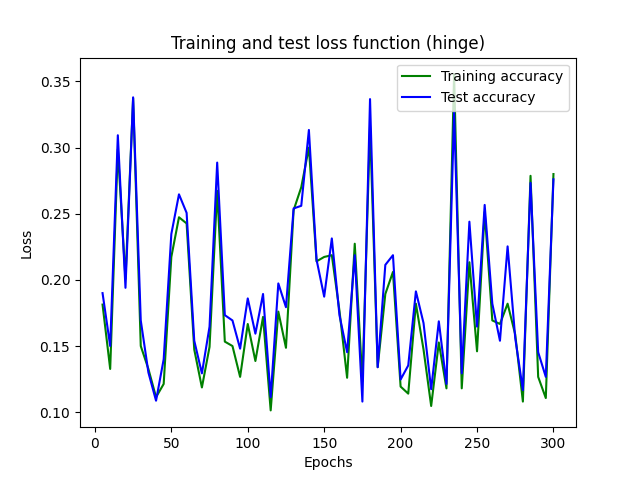 Training and test loss function (hinge)
Training accuracy
Test accuracy
0.35
0.30
0.25
0.20
0.15
0.10
Loss
0 50 100 150 200 250 300
Epochs